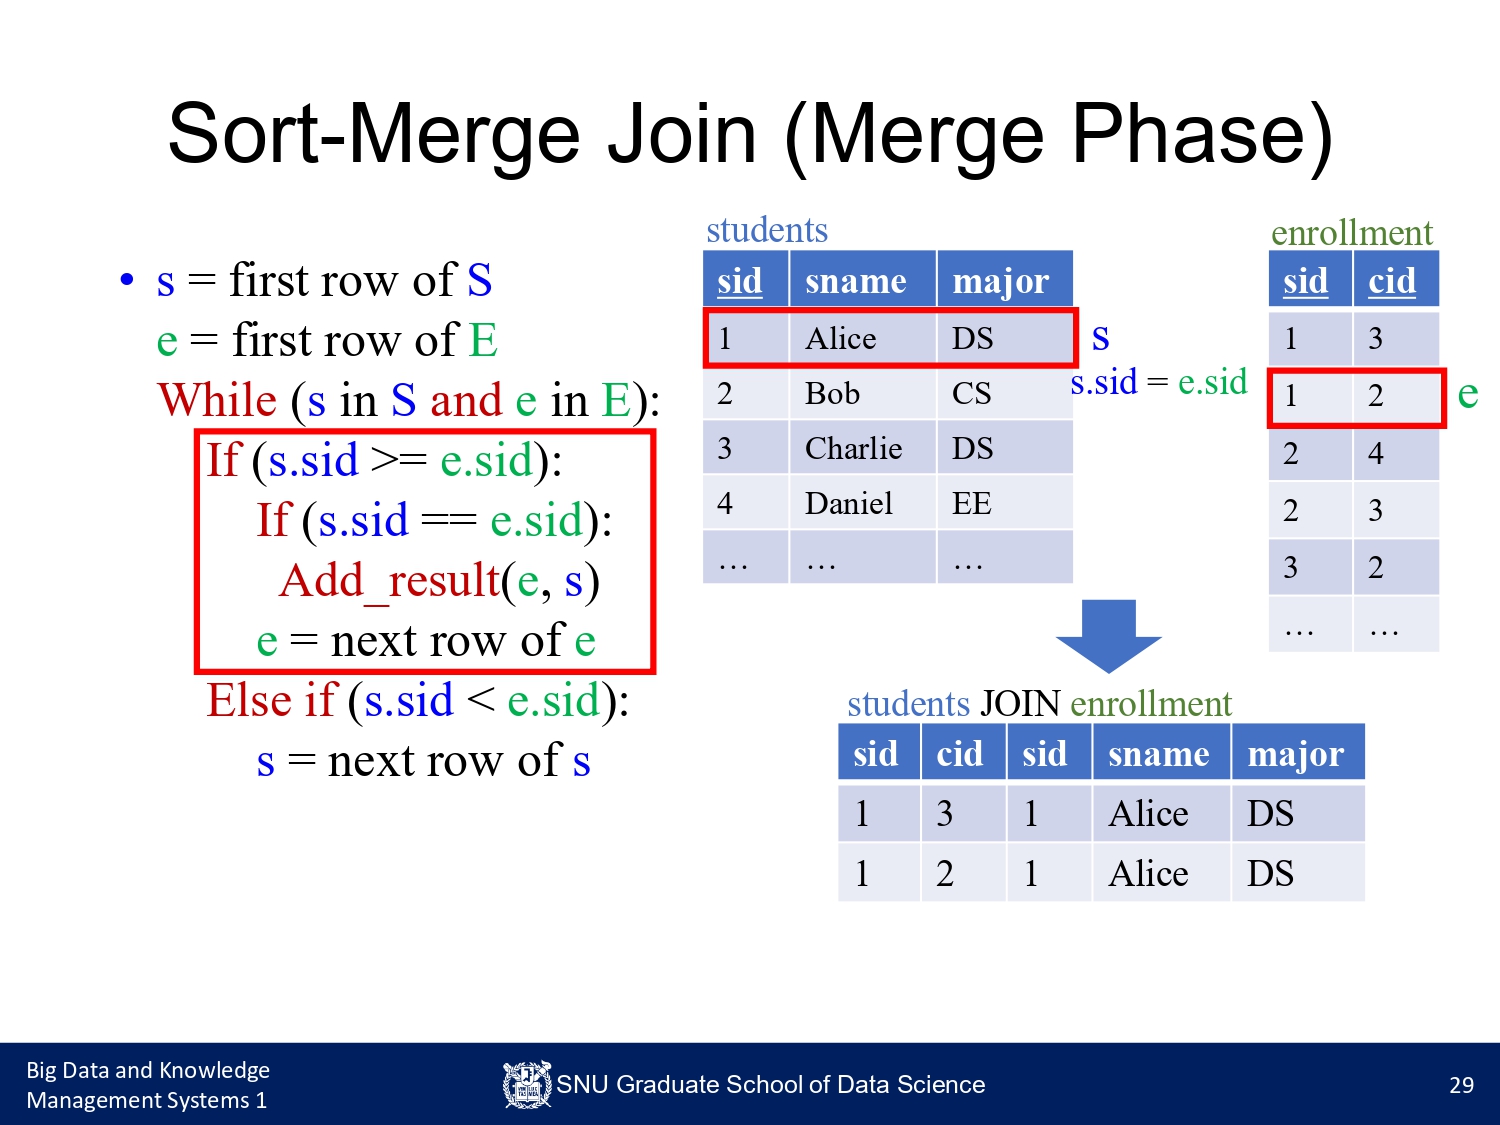 Sort-Merge Join (Merge Phase)
• s = first row of S
e = first row of E
While (s in S and e in E):
If (s.sid >= e.sid):
If (s.sid == e.sid):
Add_result(e, s)
e = next row of e
Else if (s.sid < e.sid):
s = next row of s
students
sid sname major
1 Alice DS
2 Bob CS
3 Charlie DS
4 Daniel EE
… … …
s
s.sid = e.sid
enrollment
sid cid
1 3
1 2
2 4
2 3
3 2
… …
e
students JOIN enrollment
sid cid sid sname major
1 3 1 Alice DS
1 2 1 Alice DS
Big Data and Knowledge
Management Systems 1
SNU Graduate School of Data Science
29